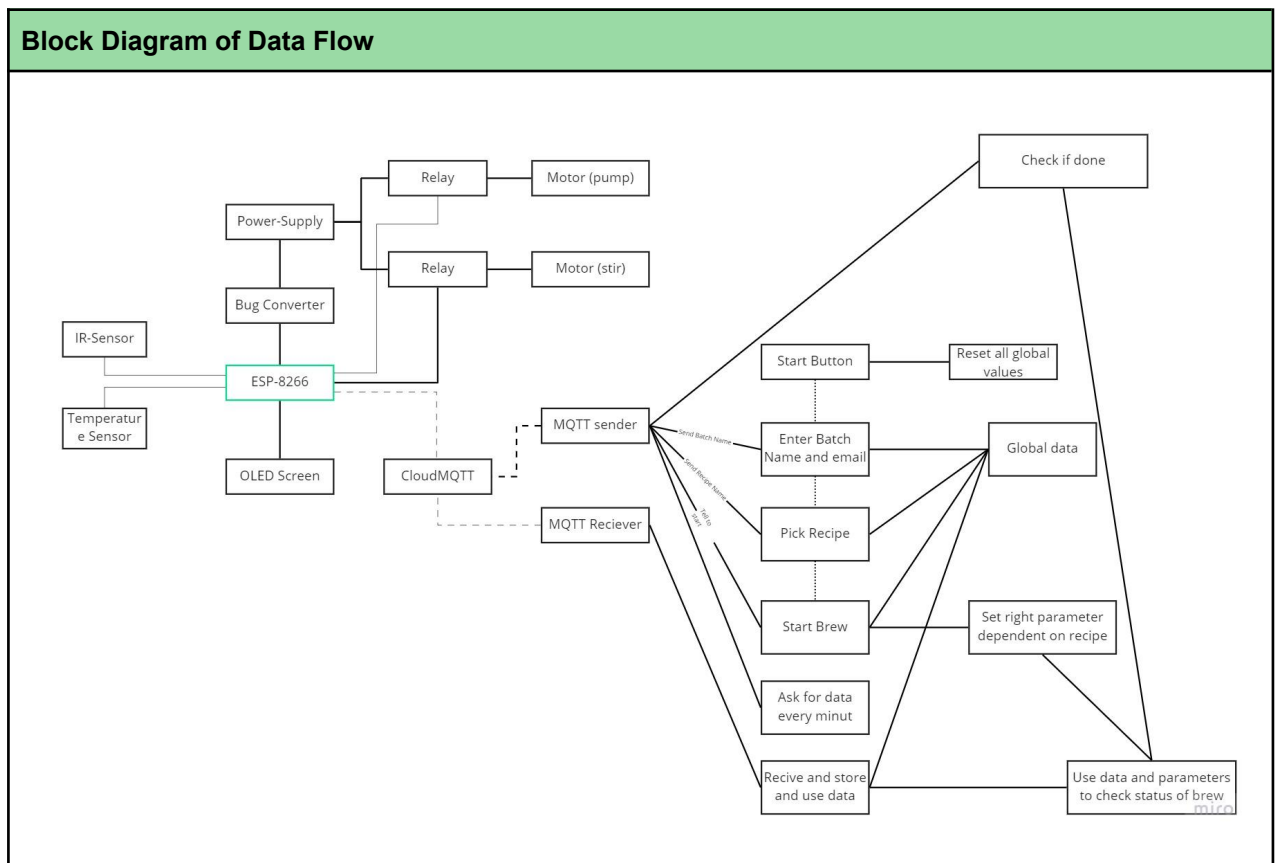 Block Diagram of Data Flow
Check if done
Relay
Motor (pump)
Power-Supply
Relay
Motor (stir)
Bug Converter
IR-Sensor
ESP-8266
Temperatur
e Sensor
OLED Screen
CloudMQTT
MQTT sender
MQTT Reciever
Start Button
Reset all global
values
Send Batch Name
Enter Batch
Name and email
Global data
Send Recipe Name
Pick Recipe
Tell to
start
Start Brew
Set right parameter
dependent on recipe
Ask for data
every minut
Recive and store
and use data
Use data and parameters
to check status of brew
miro